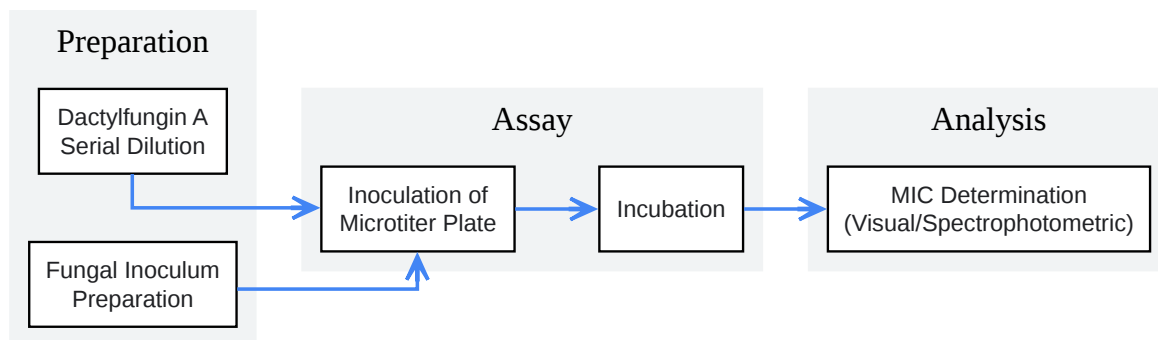 Preparation
Dactylfungin A
Serial Dilution
Fungal Inoculum
Preparation
Assay
Inoculation of
Microtiter Plate
Incubation
Analysis
MIC Determination
(Visual/Spectrophotometric)